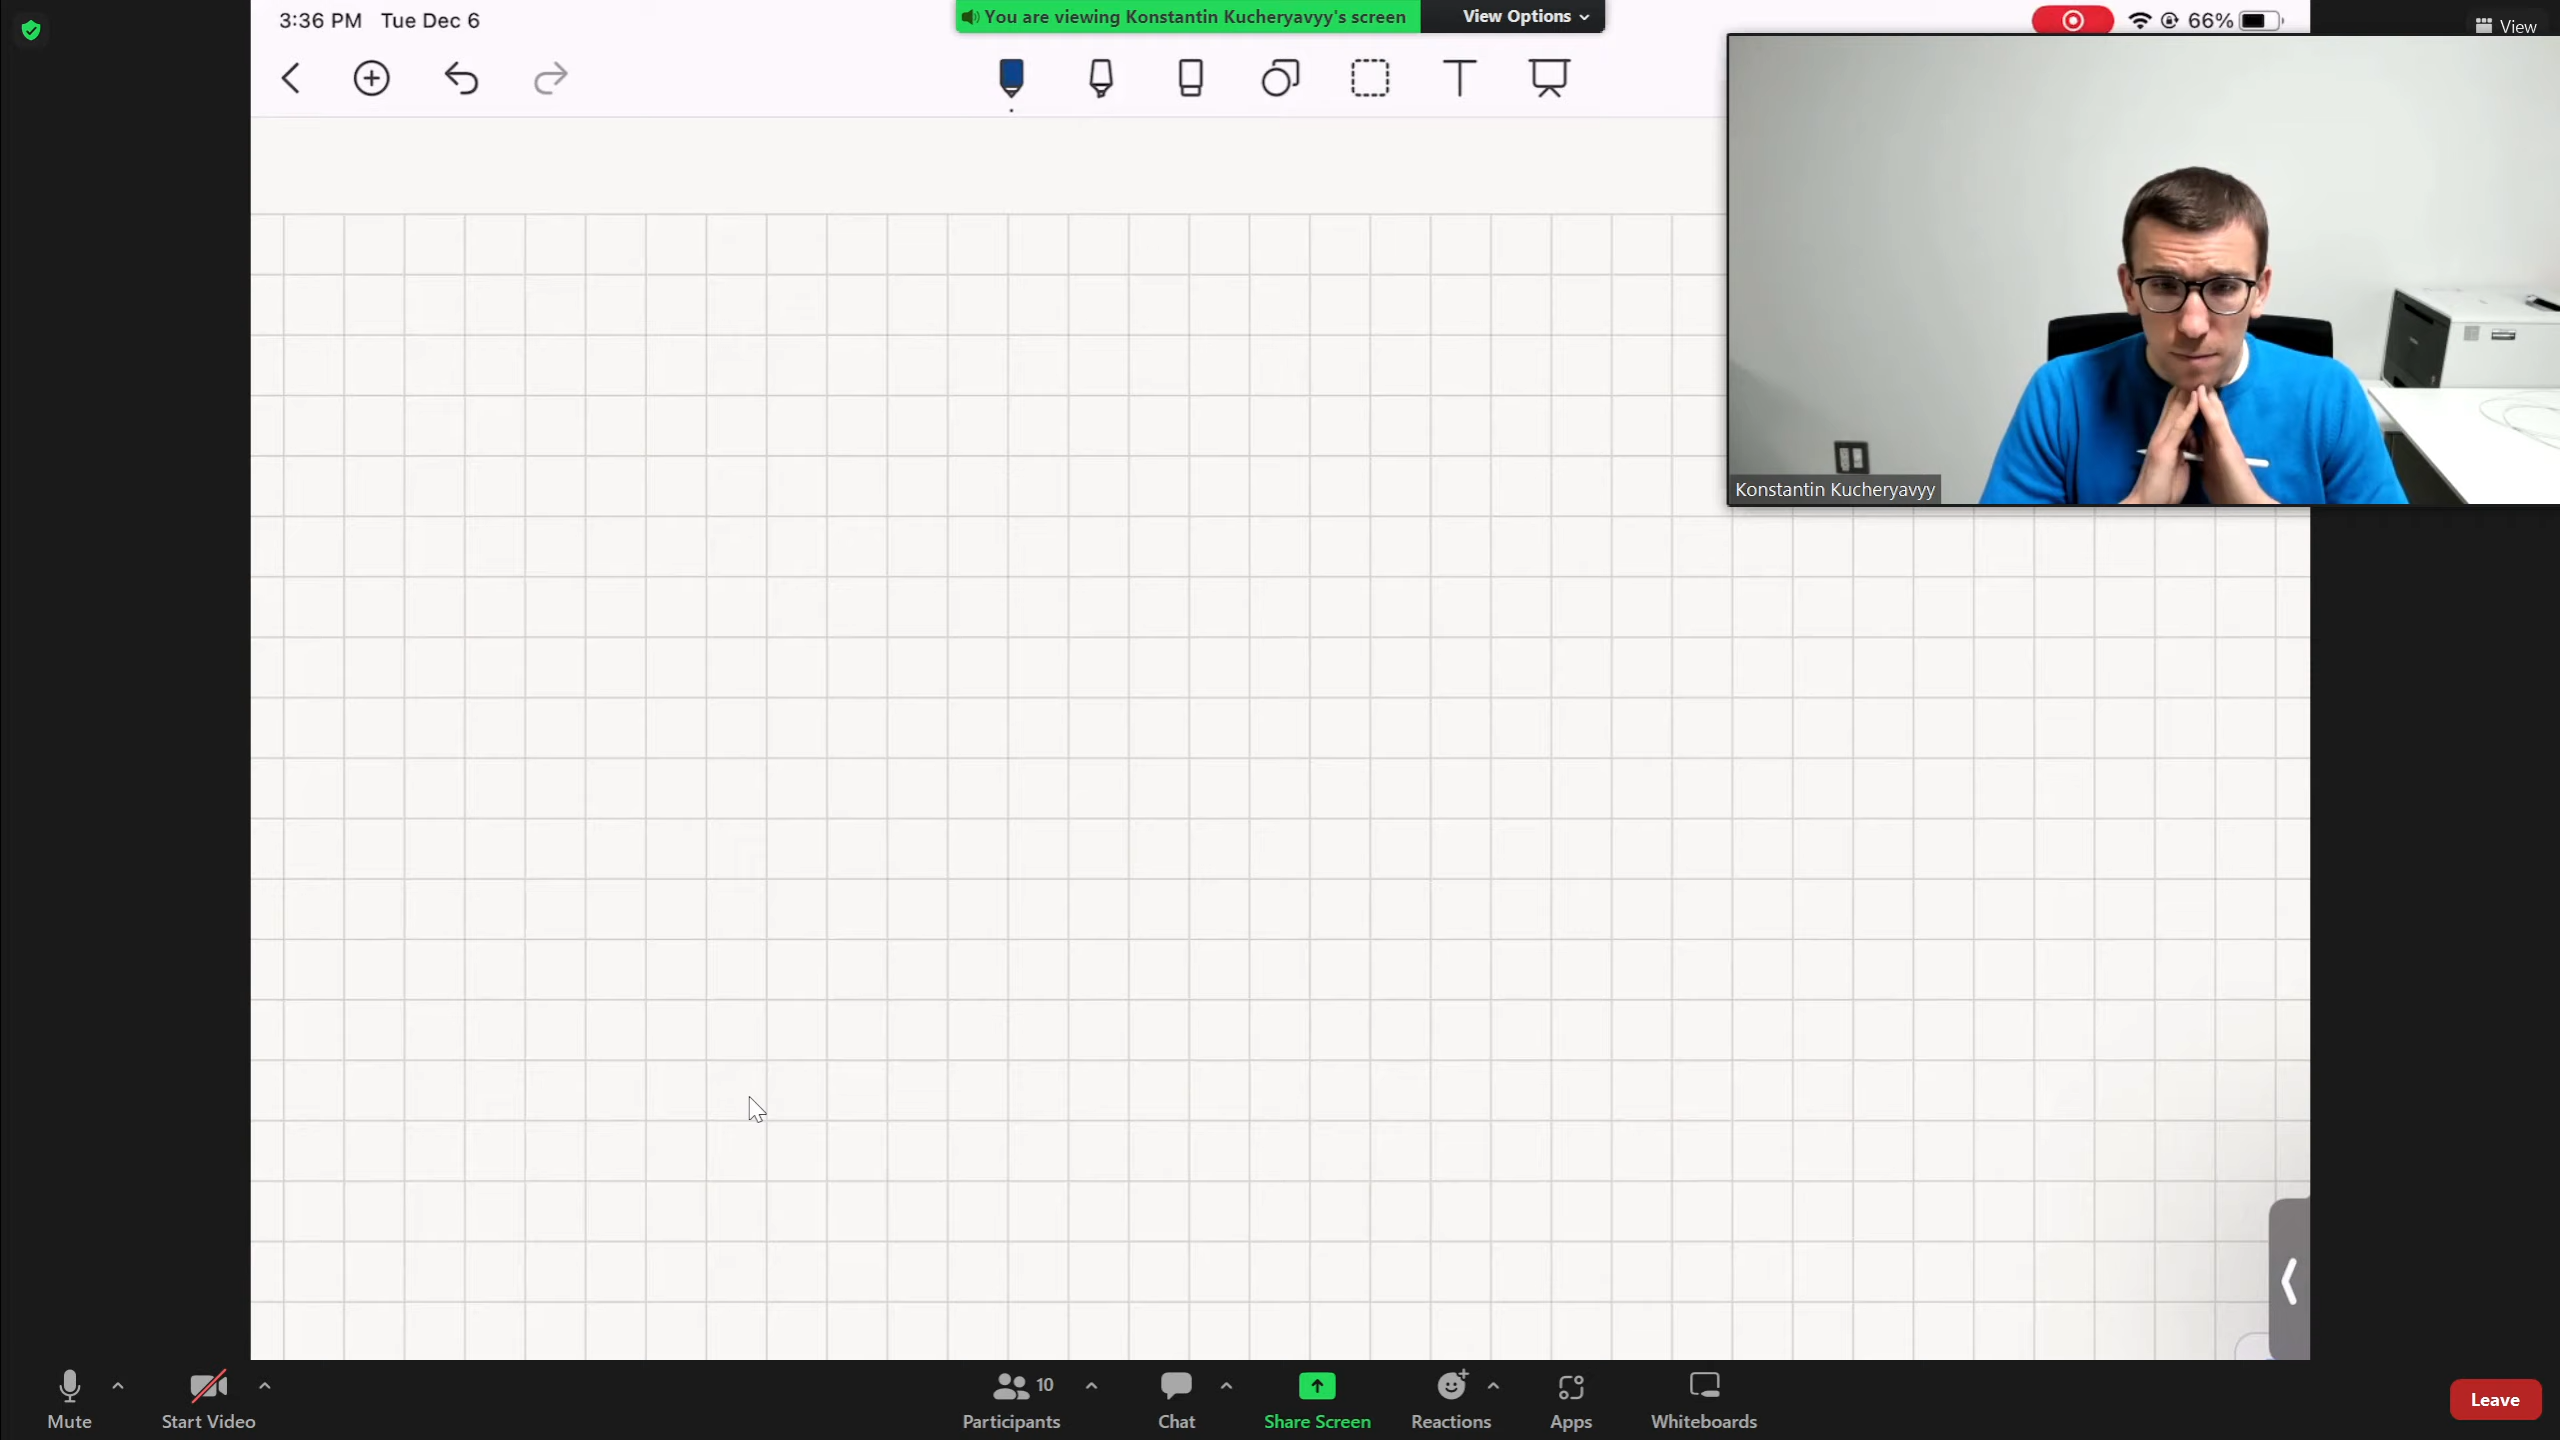 3:36 PM Tue Dec 6
You are viewing Konstantin Kucheryavyy's screen
View Options
66%
View
Konstantin Kucheryavyy
Mute
Start Video
10
Participants
Chat
Share Screen
Reactions
Apps
Whiteboards
Leave